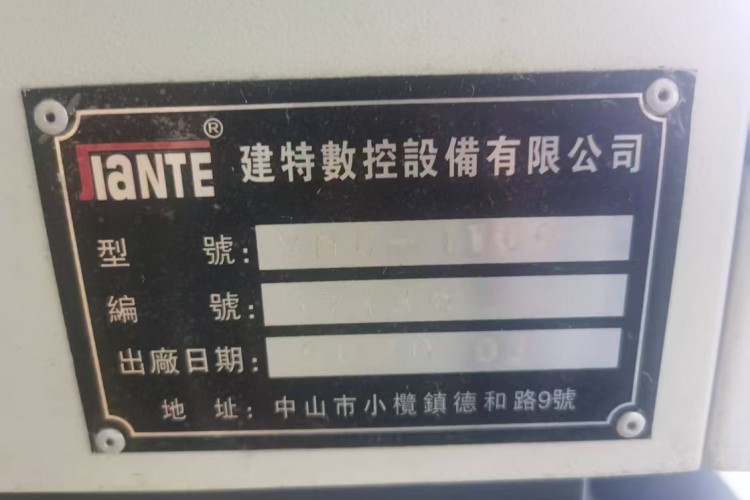 JIANTE® 建特數控設備有限公司
型 號：
編 號：
出廠日期：
地 址：中山市小欖鎮德和路9號